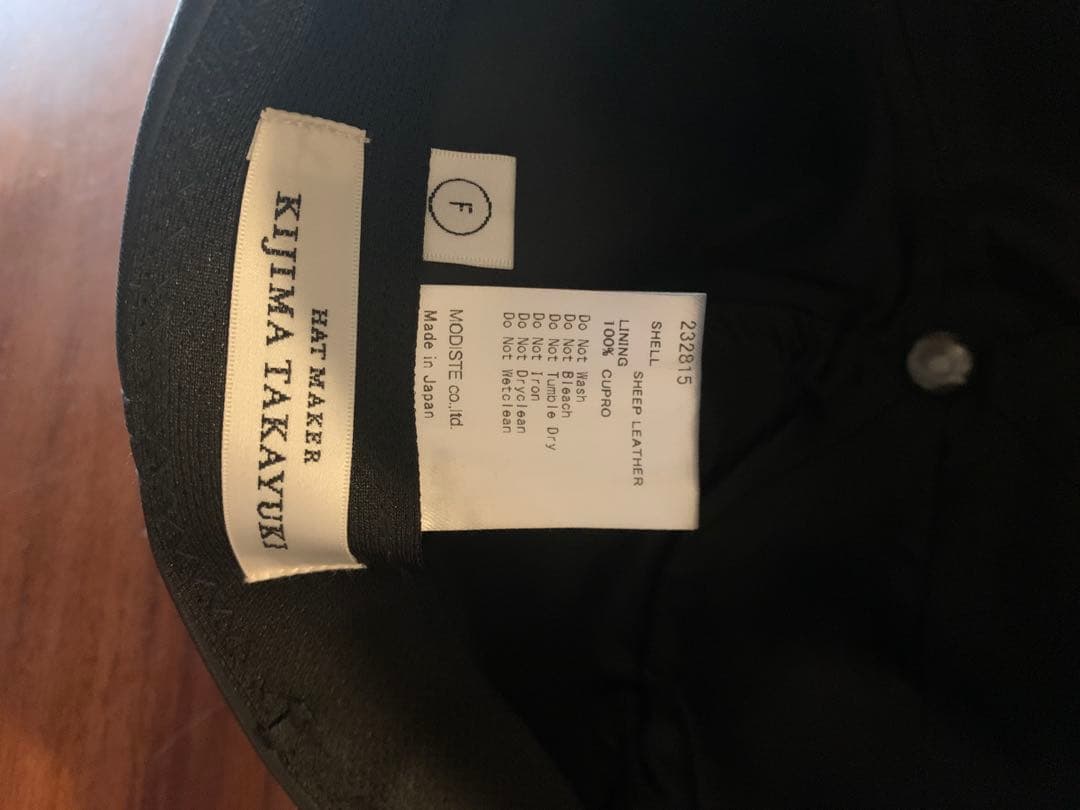 HAT MAKER
KIJIMA TAKAYUKI
F
232815
SHELL
SHEEP LEATHER
LINING
100% CUPRO
Do Not Wash
Do Not Bleach
Do Not Tumble Dry
Do Not Iron
Do Not Dryclean
Do Not Wetclean
MODISTE co.,ltd.
Made in Japan